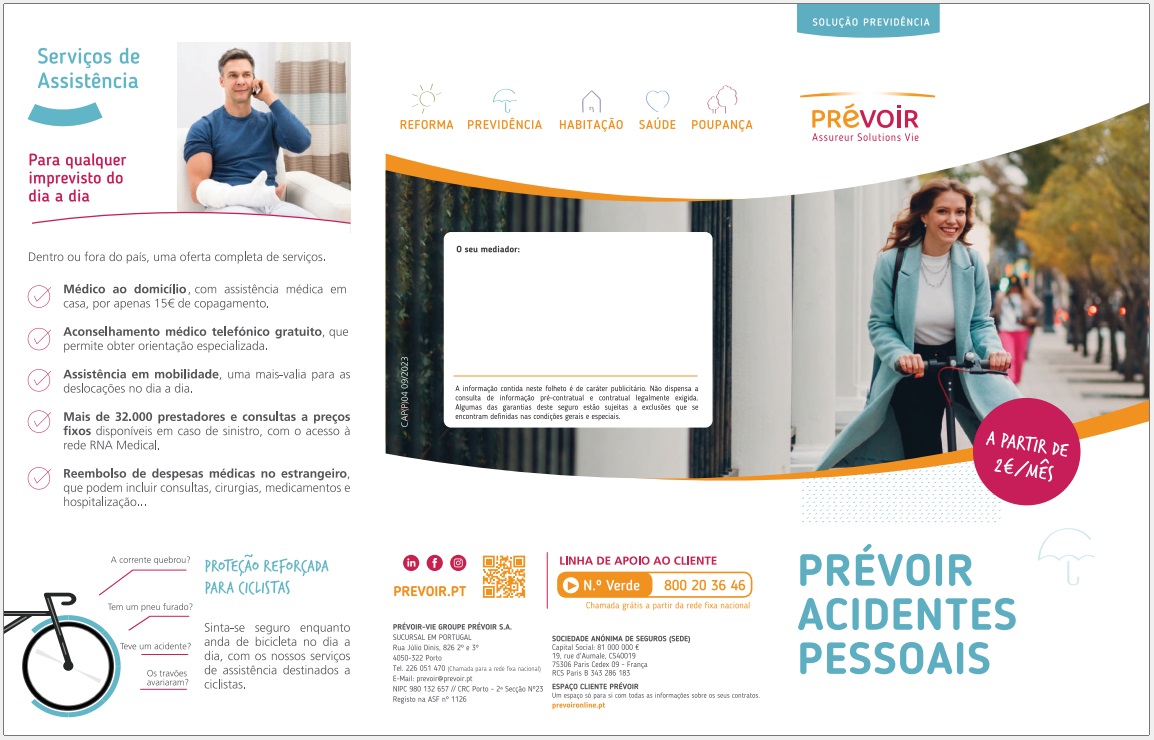 Serviços de
Assistência
Para qualquer
imprevisto do
dia a dia
Dentro ou fora do país, uma oferta completa de serviços.
Médico ao domicílio, com assistência médica em
casa, por apenas 15€ de copagamento.
Aconselhamento médico telefónico gratuito, que
permite obter orientação especializada.
Assistência em mobilidade, uma mais-valia para as
deslocações no dia a dia.
Mais de 32.000 prestadores e consultas a preços
fixos disponíveis em caso de sinistro, com o acesso à
rede RNA Medical.
Reembolso de despesas médicas no estrangeiro,
que podem incluir consultas, cirurgias, medicamentos e
hospitalização...
A corrente quebrou?
Tem um pneu furado?
Teve um acidente?
Os travões
avariaram?
PROTEÇÃO REFORÇADA
PARA CICLISTAS
Sinta-se seguro enquanto
anda de bicicleta no dia a
dia, com os nossos serviços
de assistência destinados a
ciclistas.
REFORMA PREVIDÊNCIA HABITAÇÃO SAÚDE POUPANÇA
O seu mediador:
A informação contida neste folheto é de caráter publicitário. Não dispensa a
consulta de informação pré-contratual e contratual legalmente exigida.
Algumas das garantias deste seguro estão sujeitas a exclusões que se
encontram definidas nas condições gerais e especiais.
CAP/P/04 09/2023
PREVOIR.PT
LINHA DE APOIO AO CLIENTE
N.º Verde 800 20 36 46
Chamada grátis a partir da rede fixa nacional
PRÉVOIR-VIE GROUPE PRÉVOIR S.A.
SUCURSAL EM PORTUGAL
Rua Júlio Dinis, 826 2º e 3º
4050-322 Porto
Tel. 226 051 470 (Chamada para a rede fixa nacional)
E-Mail: prevoir@prevoir.pt
NIPC 980 132 657 // CRC Porto - 2ª Secção Nº23
Registo na ASF nº 1126
SOCIEDADE ANÓNIMA DE SEGUROS (SEDE)
Capital Social: 81 000 000 €
19, rue d'Aumale, CS40019
75306 Paris Cedex 09 - França
RCS Paris B 343 286 183
ESPAÇO CLIENTE PRÉVOIR
Um espaço só para si com todas as informações sobre os seus contratos.
prevoironline.pt
SOLUÇÃO PREVIDÊNCIA
PRÉVOIR
Assureur Solutions Vie
A PARTIR DE
2€/MÊS
PRÉVOIR
ACIDENTES
PESSOAIS